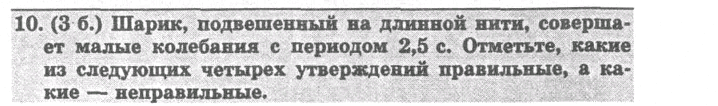 10. (3 б.) Шарик, подвешенный на длинной нити, соверша-
ет малые колебания с периодом 2,5 с. Отметьте, какие
из следующих четырех утверждений правильные, а ка-
кие — неправильные.